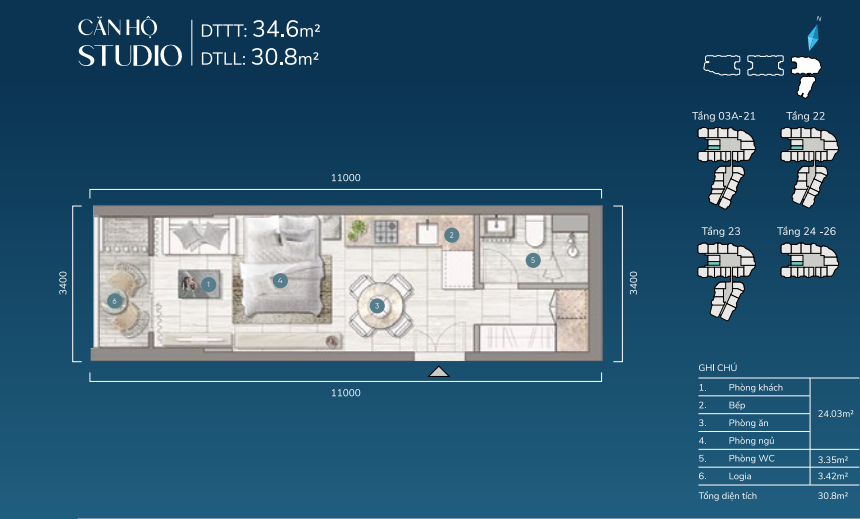 CĂN HỘ
STUDIO
DTTT: 34.6m²
DTLL: 30.8m²
N
Tầng 03A-21
Tầng 22
Tầng 23
Tầng 24 -26
11000
3400
3400
11000
1
2
3
4
5
6
GHI CHÚ
1. Phòng khách
2. Bếp
3. Phòng ăn
4. Phòng ngủ
24.03m²
5. Phòng WC 3.35m²
6. Logia 3.42m²
Tổng diện tích 30.8m²